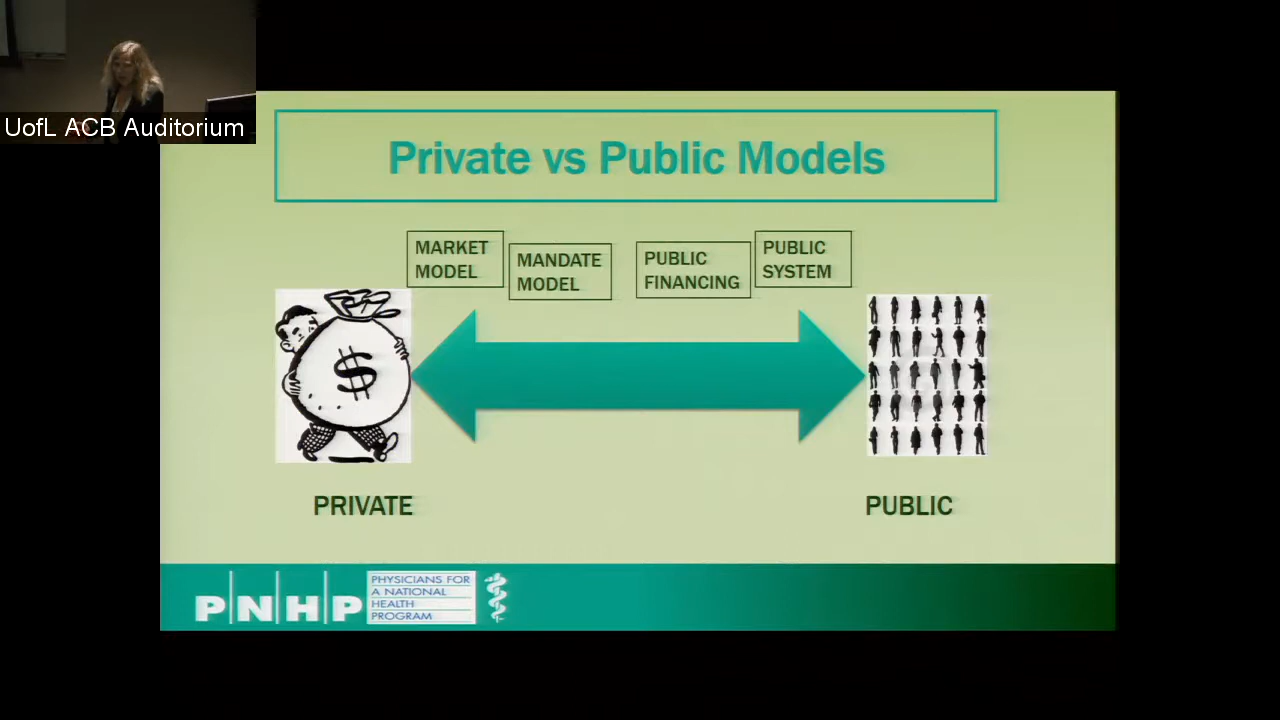 UofL ACB Auditorium
Private vs Public Models
MARKET
MODEL
MANDATE
MODEL
PUBLIC
FINANCING
PUBLIC
SYSTEM
$
PRIVATE
PUBLIC
PNHP
PHYSICIANS FOR
A NATIONAL
HEALTH
PROGRAM